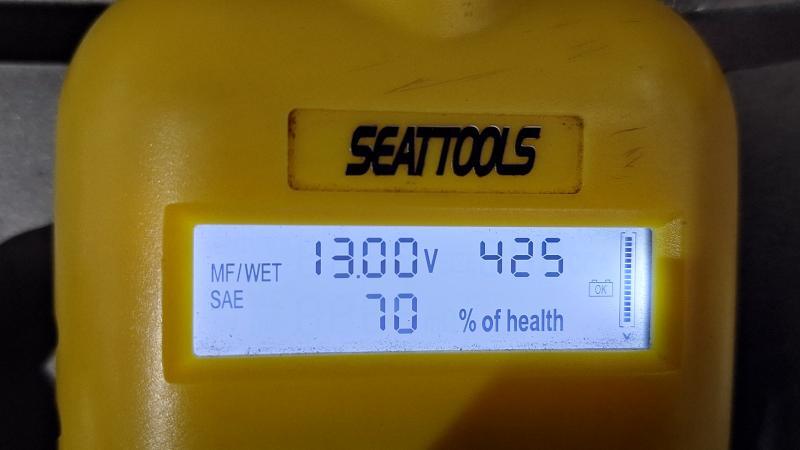 SEATTOOLS
MF/WET 13.00V 425
SAE 70 % of health
OK